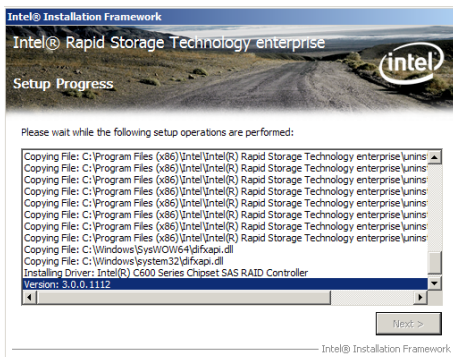 Intel® Installation Framework
Intel® Rapid Storage Technology enterprise
(intel)
Setup Progress
Please wait while the following setup operations are performed:
Copying File: C:\Program Files (x86)\Intel\Intel(R) Rapid Storage Technology enterprise\unins
Copying File: C:\Program Files (x86)\Intel\Intel(R) Rapid Storage Technology enterprise\unins
Copying File: C:\Program Files (x86)\Intel\Intel(R) Rapid Storage Technology enterprise\unins
Copying File: C:\Program Files (x86)\Intel\Intel(R) Rapid Storage Technology enterprise\unins
Copying File: C:\Program Files (x86)\Intel\Intel(R) Rapid Storage Technology enterprise\unins
Copying File: C:\Program Files (x86)\Intel\Intel(R) Rapid Storage Technology enterprise\unins
Copying File: C:\Program Files (x86)\Intel\Intel(R) Rapid Storage Technology enterprise\unins
Copying File: C:\Program Files (x86)\Intel\Intel(R) Rapid Storage Technology enterprise\unins
Copying File: C:\Windows\SysWOW64\difxapi.dll
Copying File: C:\Windows\system32\difxapi.dll
Installing Driver: Intel(R) C600 Series Chipset SAS RAID Controller
Version: 3.0.0.1112
Next >
Intel® Installation Framework